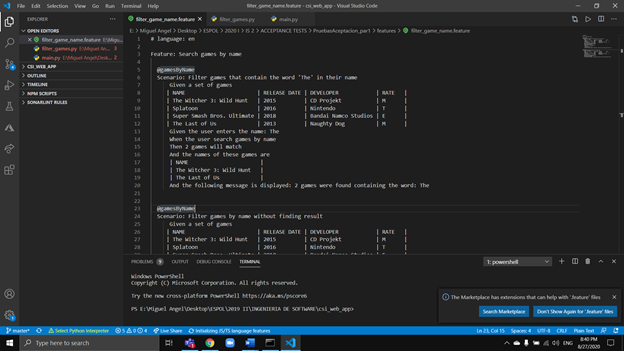 File Edit Selection View Go Run Terminal Help
filter_name.feature - csi_web_app - Visual Studio Code
EXPLORER
filter_name.feature
filter_games.py
main.py
OPEN EDITORS
filter_name.feature E:\Miguel An...
filter_games.py E:\Miguel Ang... 3
main.py E:\Miguel Angel\Desk... 3
CSI_WEB_APP
OUTLINE
TIMELINE
NPM SCRIPTS
SONARLINT RULES
E: > Miguel Angel > Desktop > ESPOL > 2020 I > IS 2 > ACCEPTANCE TESTS > PruebasAceptacion_part1 > features > filter_name.feature
1 # language: en
2
3 Feature: Search games by name
4
5 @gamesByName
6 Scenario: Filter games that contain the word 'The' in their name
7 Given a set of games
8 | NAME | RELEASE DATE | DEVELOPER | RATE |
9 | The Witcher 3: Wild Hunt | 2015 | CD Projekt | M |
10 | Splatoon | 2016 | Nintendo | T |
11 | Super Smash Bros. Ultimate | 2018 | Bandai Namco Studios | E |
12 | The Last of Us | 2013 | Naughty Dog | M |
13 Given the user enters the name: The
14 When the user search games by name
15 Then 2 games will match
16 And the names of these games are
17 | NAME |
18 | The Witcher 3: Wild Hunt |
19 | The Last of Us |
20 And the following message is displayed: 2 games were found containing the word: The
21
22
23 @gamesByName
24 Scenario: Filter games by name without finding result
25 Given a set of games
26 | NAME | RELEASE DATE | DEVELOPER | RATE |
27 | The Witcher 3: Wild Hunt | 2015 | CD Projekt | M |
28 | Splatoon | 2016 | Nintendo | T |
PROBLEMS 9 OUTPUT DEBUG CONSOLE TERMINAL
1: powershell
Windows PowerShell
Copyright (C) Microsoft Corporation. All rights reserved.
Try the new cross-platform PowerShell https://aka.ms/pscore6
PS E:\Miguel Angel\Desktop\ESPOL\2019 II\INGENIERIA DE SOFTWARE\csi_web_app>
The Marketplace has extensions that can help with '.feature' files
Search Marketplace
Don't Show Again for '.feature' files
master* Select Python Interpreter 5 0 4 Live Share Initializing JS/TS language features
Ln 23, Col 15 Spaces: 4 UTF-8 CRLF Plain Text
Type here to search
ENG
8:40 PM
8/27/2020